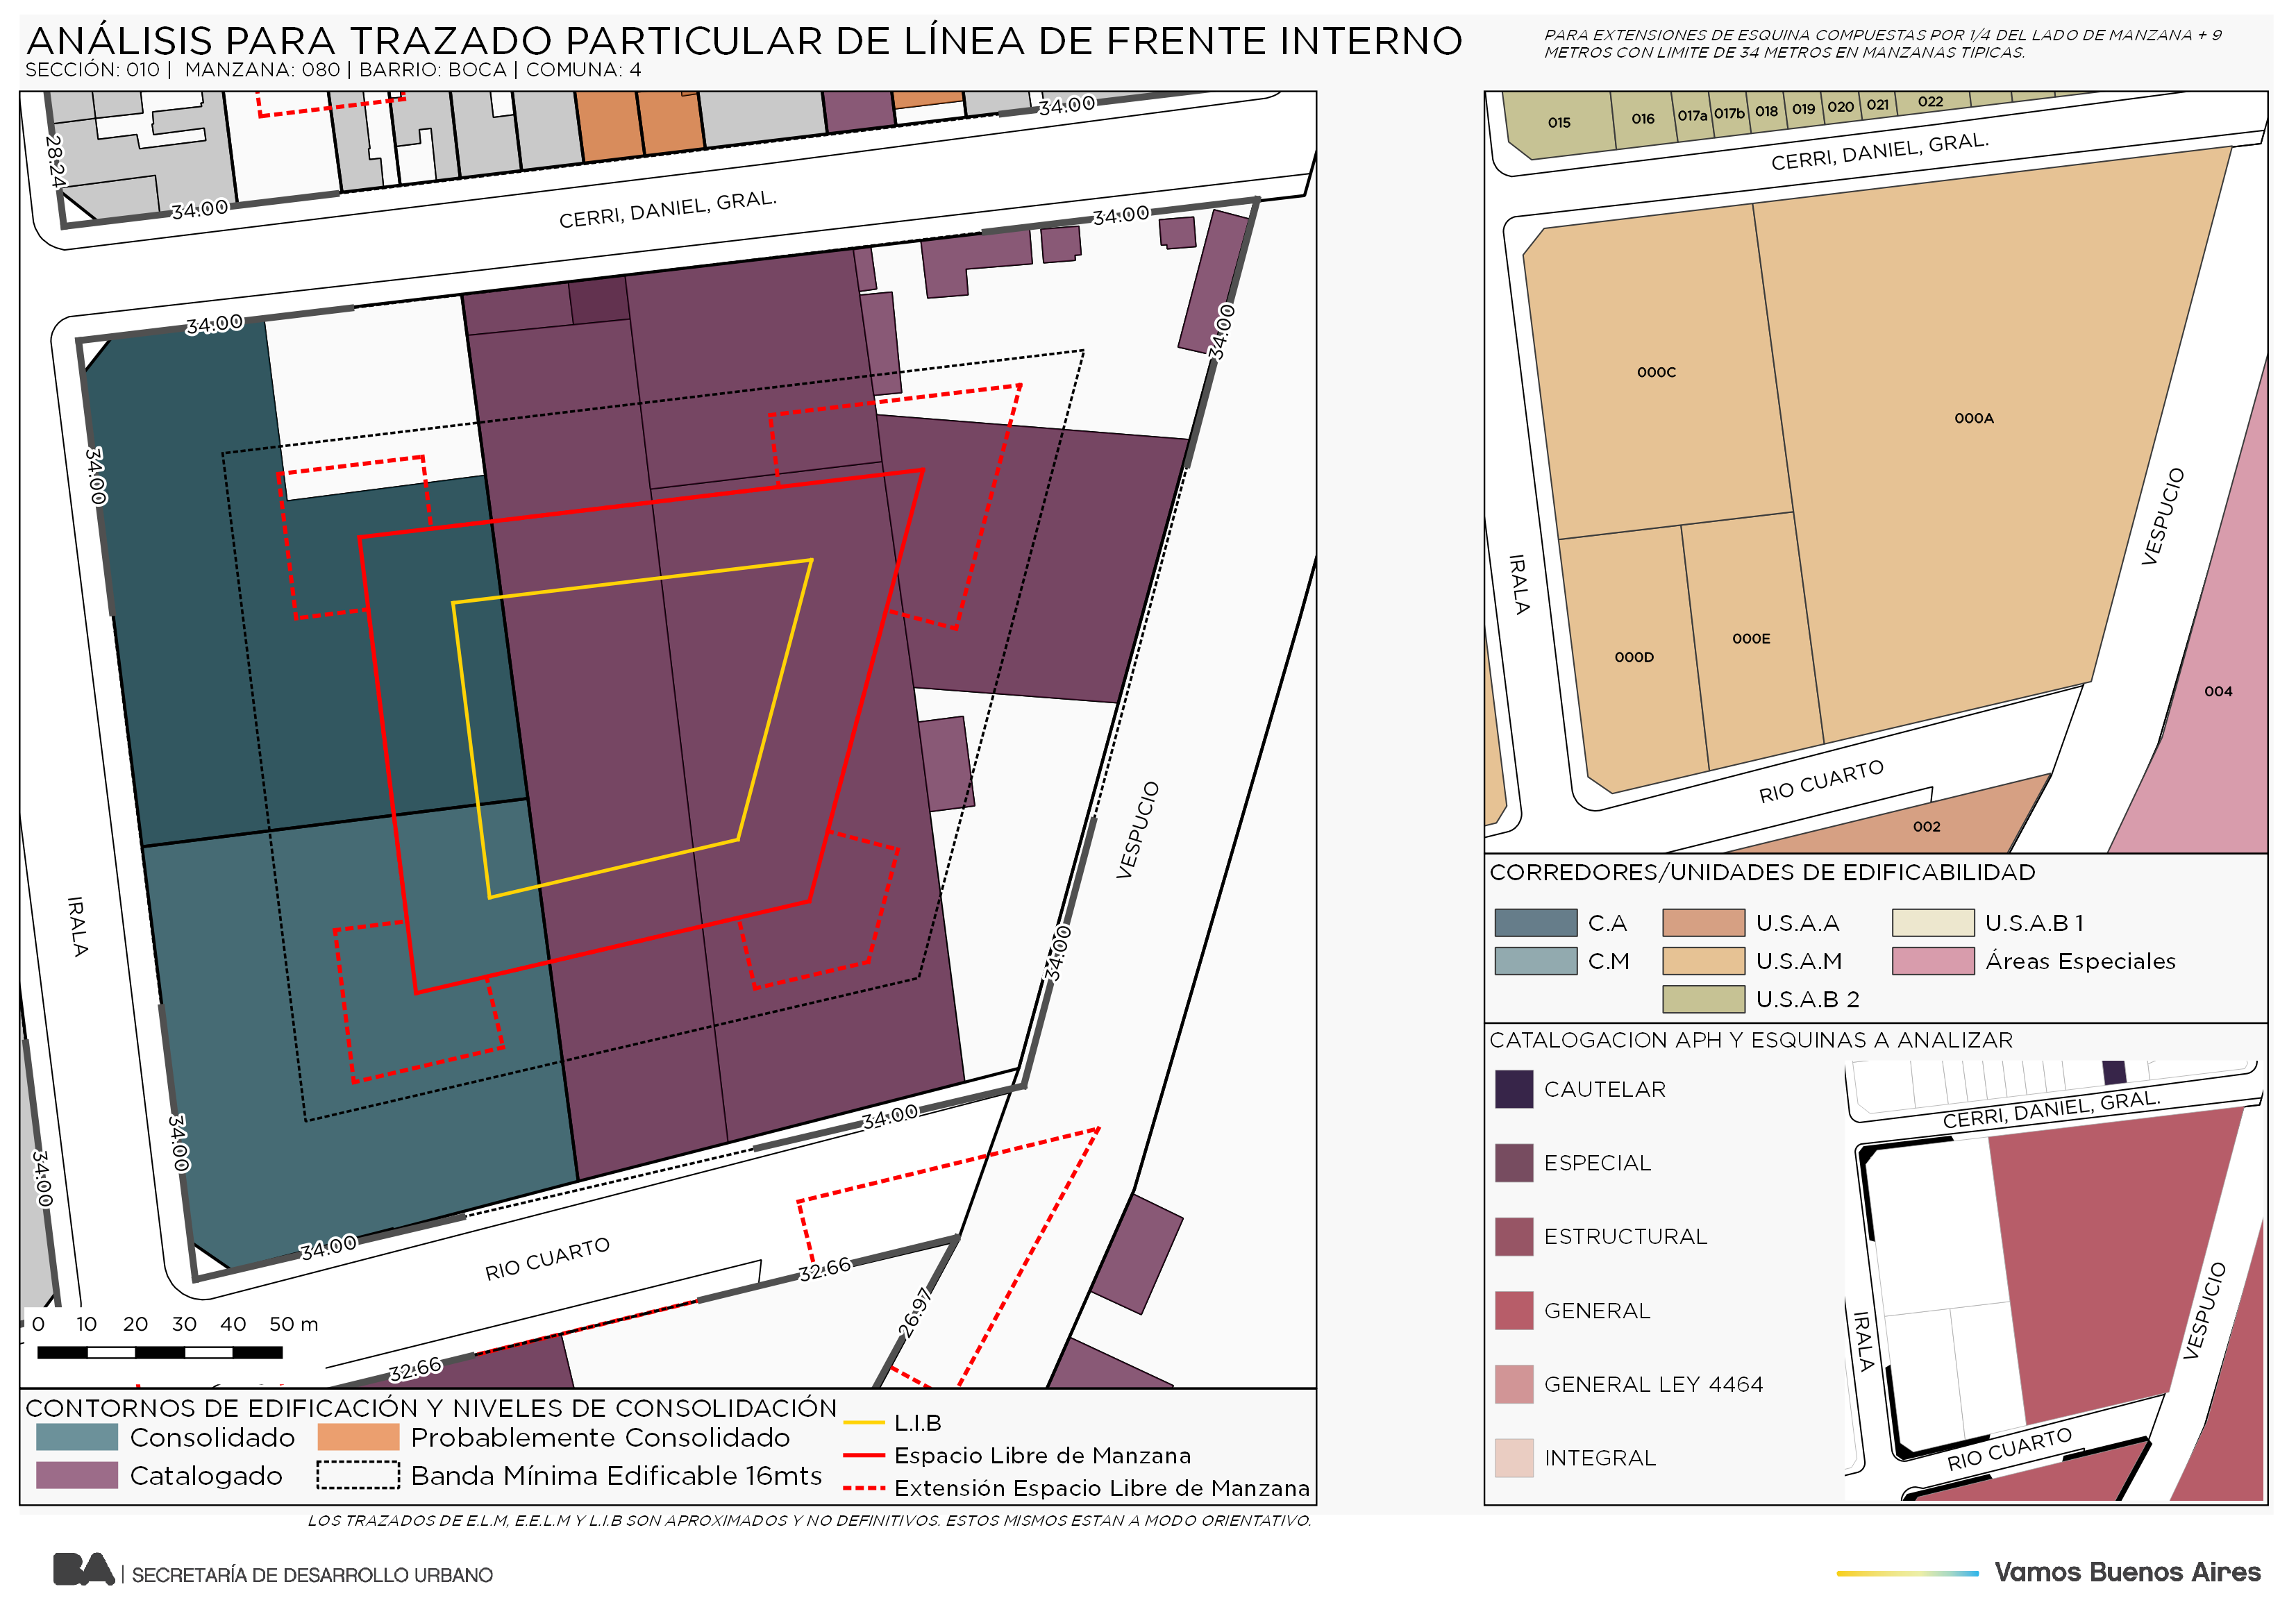 ANÁLISIS PARA TRAZADO PARTICULAR DE LÍNEA DE FRENTE INTERNO
SECCIÓN: 010 | MANZANA: 080 | BARRIO: BOCA | COMUNA: 4
PARA EXTENSIONES DE ESQUINA COMPUESTAS POR 1/4 DEL LADO DE MANZANA + 9
METROS CON LIMITE DE 34 METROS EN MANZANAS TIPICAS.
34.00
28.24
34.00
CERRI, DANIEL, GRAL.
34.00
34.00
34.00
34.00
VESPUCIO
IRALA
34.00
34.00
34.00
34.00
34.00
RIO CUARTO
32.66
26.97
32.66
0 10 20 30 40 50 m
CONTORNOS DE EDIFICACIÓN Y NIVELES DE CONSOLIDACIÓN
Consolidado
Probablemente Consolidado
Catalogado
Banda Mínima Edificable 16mts
L.I.B
Espacio Libre de Manzana
Extensión Espacio Libre de Manzana
015
016
017a
017b
018
019
020
021
022
CERRI, DANIEL, GRAL.
000C
000A
VESPUCIO
IRALA
000D
000E
004
RIO CUARTO
002
CORREDORES/UNIDADES DE EDIFICABILIDAD
C.A
U.S.A.A
U.S.A.B 1
C.M
U.S.A.M
Áreas Especiales
U.S.A.B 2
CATALOGACION APH Y ESQUINAS A ANALIZAR
CAUTELAR
ESPECIAL
ESTRUCTURAL
GENERAL
GENERAL LEY 4464
INTEGRAL
CERRI, DANIEL, GRAL.
VESPUCIO
IRALA
RIO CUARTO
LOS TRAZADOS DE E.L.M, E.E.L.M Y L.I.B SON APROXIMADOS Y NO DEFINITIVOS. ESTOS MISMOS ESTAN A MODO ORIENTATIVO.
BA | SECRETARÍA DE DESARROLLO URBANO
Vamos Buenos Aires